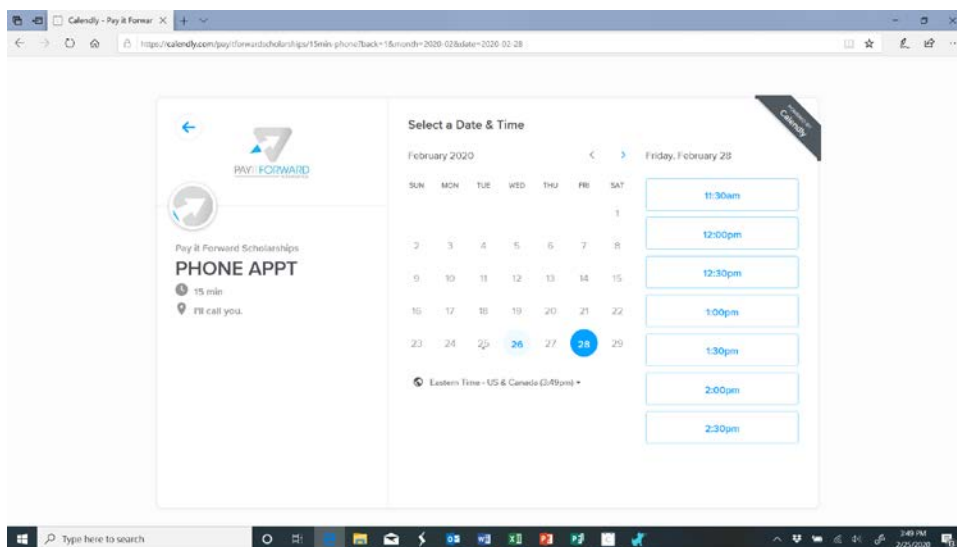 Calendly - Pay it Forwar
https://calendly.com/payitforwardscholarships/15min-phone?back=1&month=2020-02&date=2020-02-28
POWERED BY
Calendly
PAY IT FORWARD
Pay it Forward Scholarships
PHONE APPT
15 min
I'll call you.
Select a Date & Time
February 2020
SUN MON TUE WED THU FRI SAT
1
2 3 4 5 6 7 8
9 10 11 12 13 14 15
16 17 18 19 20 21 22
23 24 25 26 27 28 29
Eastern Time - US & Canada (3:49pm)
Friday, February 28
11:30am
12:00pm
12:30pm
1:00pm
1:30pm
2:00pm
2:30pm
Type here to search
3:49 PM
2/25/2020